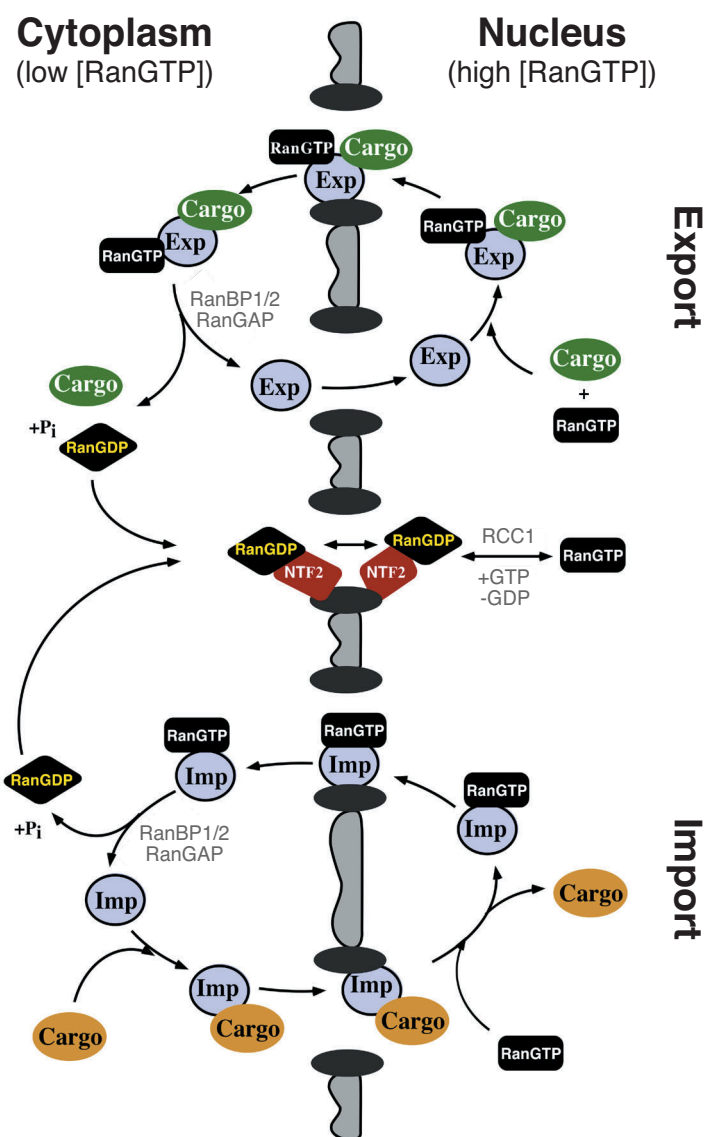 Cytoplasm
(low [RanGTP])
Nucleus
(high [RanGTP])
Export
RanGTP
Cargo
Exp
Cargo
Exp
RanGTP
RanGTP
Cargo
Exp
RanBP1/2
RanGAP
Exp
Exp
Cargo
+
RanGTP
Cargo
+Pi
RanGDP
RanGDP
NTF2
RanGDP
NTF2
RCC1
+GTP
-GDP
RanGTP
Import
RanGTP
Imp
RanGTP
Imp
RanGTP
Imp
RanGDP
+Pi
RanBP1/2
RanGAP
Imp
Cargo
Imp
Cargo
Imp
Cargo
Cargo
RanGTP